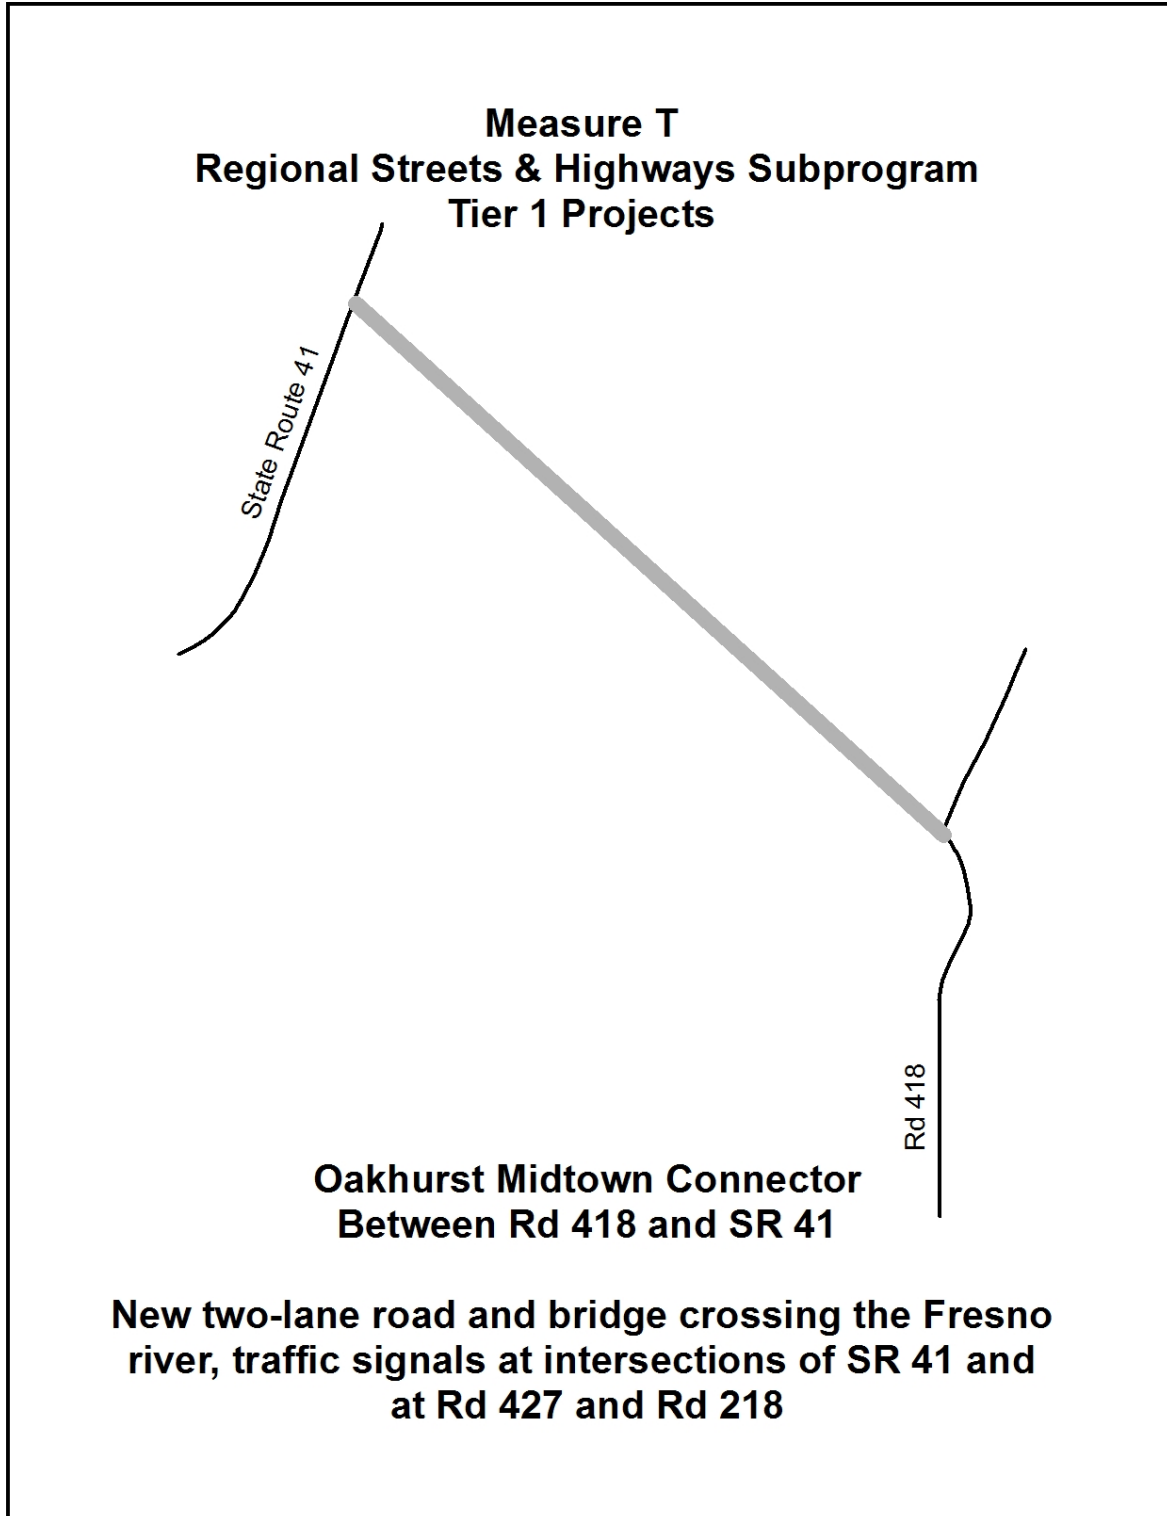 Measure T
Regional Streets & Highways Subprogram
Tier 1 Projects
State Route 41
Rd 418
Oakhurst Midtown Connector
Between Rd 418 and SR 41
New two-lane road and bridge crossing the Fresno
river, traffic signals at intersections of SR 41 and
at Rd 427 and Rd 218